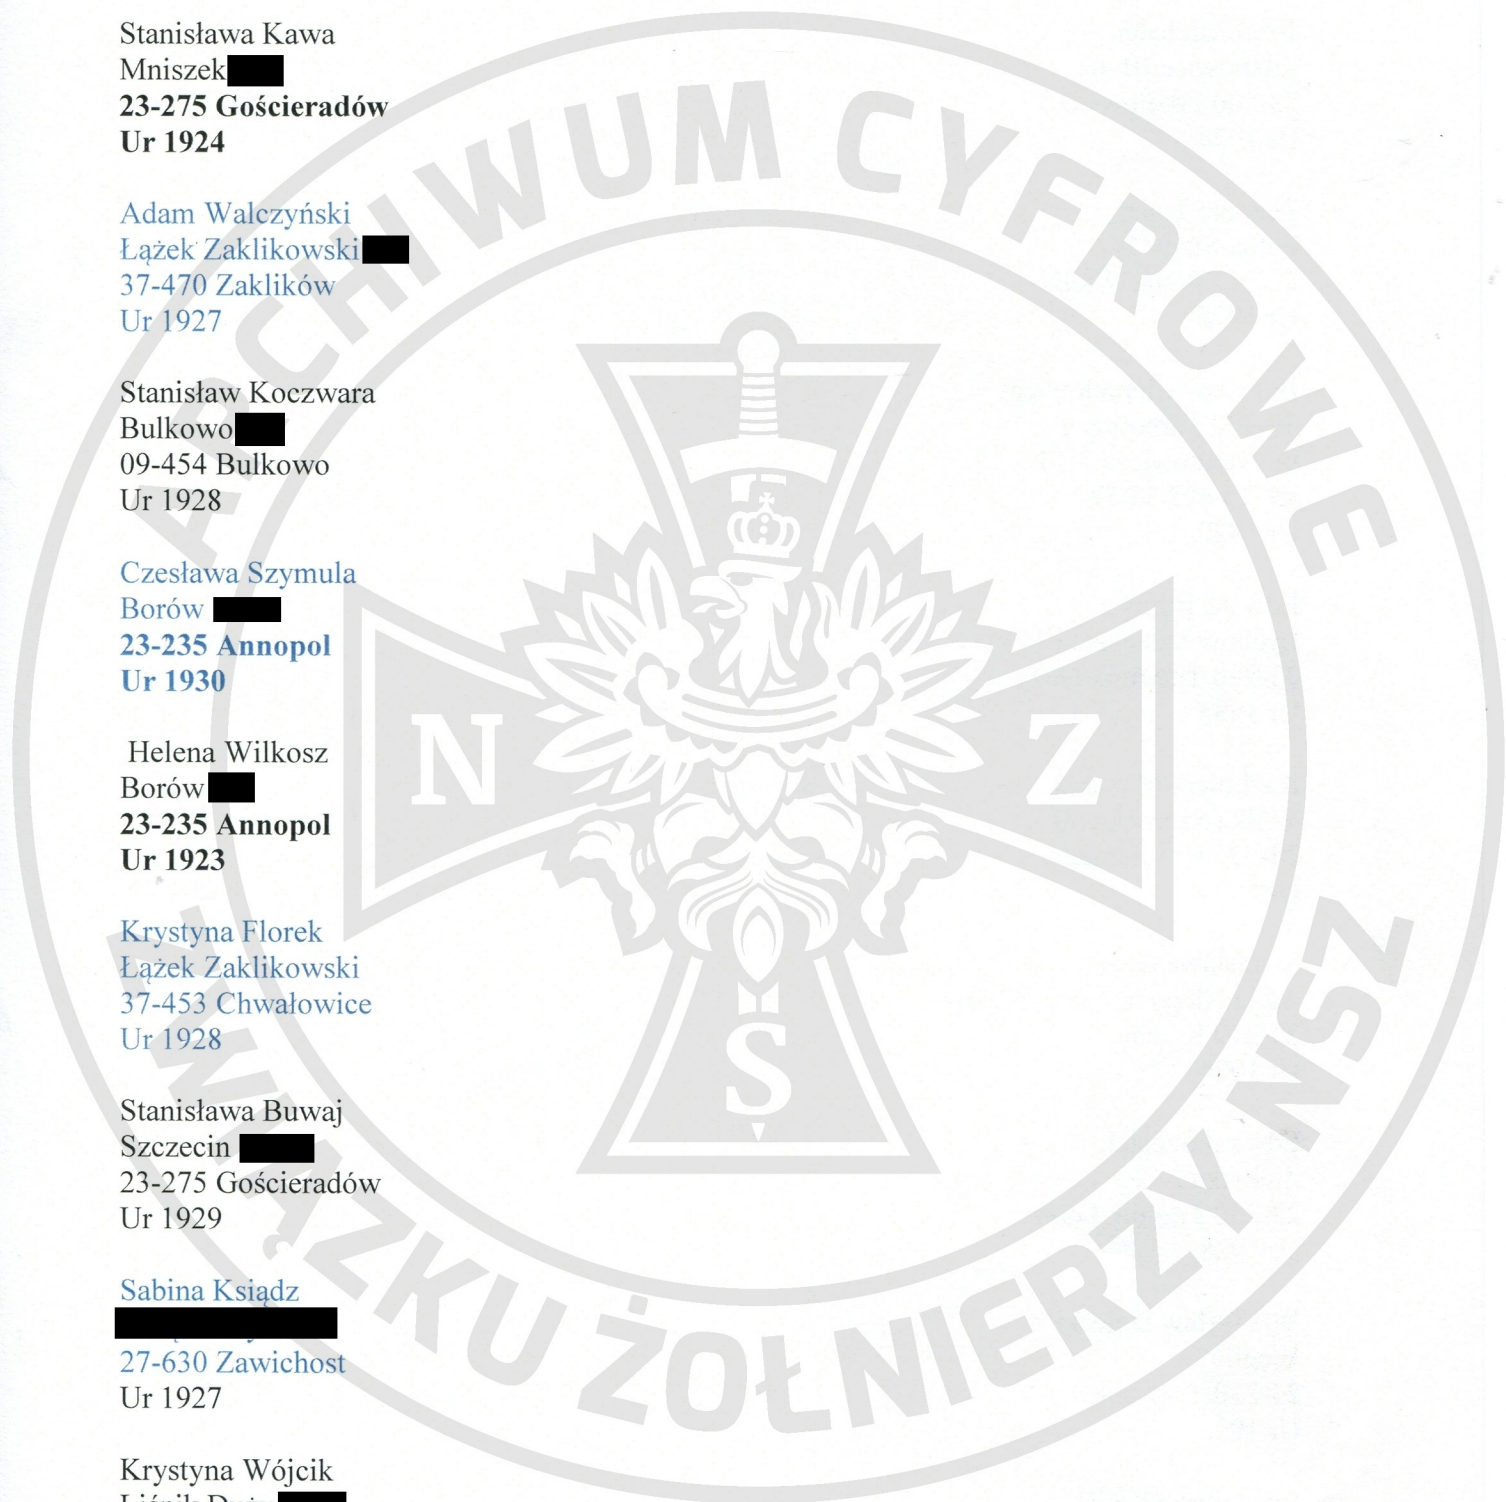 Stanisława Kawa
Mniszek
23-275 Gościeradów
Ur 1924
Adam Walczyński
Łążek Zaklikowski
37-470 Zaklików
Ur 1927
Stanisław Koczwara
Bulkowo
09-454 Bulkowo
Ur 1928
Czesława Szymula
Borów
23-235 Annopol
Ur 1930
Helena Wilkosz
Borów
23-235 Annopol
Ur 1923
Krystyna Florek
Łążek Zaklikowski
37-453 Chwałowice
Ur 1928
Stanisława Buwaj
Szczecin
23-275 Gościeradów
Ur 1929
Sabina Ksiądz
27-630 Zawichost
Ur 1927
Krystyna Wójcik
ARCHIWUM CYFROWE
ZWIĄZKU ŻOŁNIERZY NSZ
N Z
S